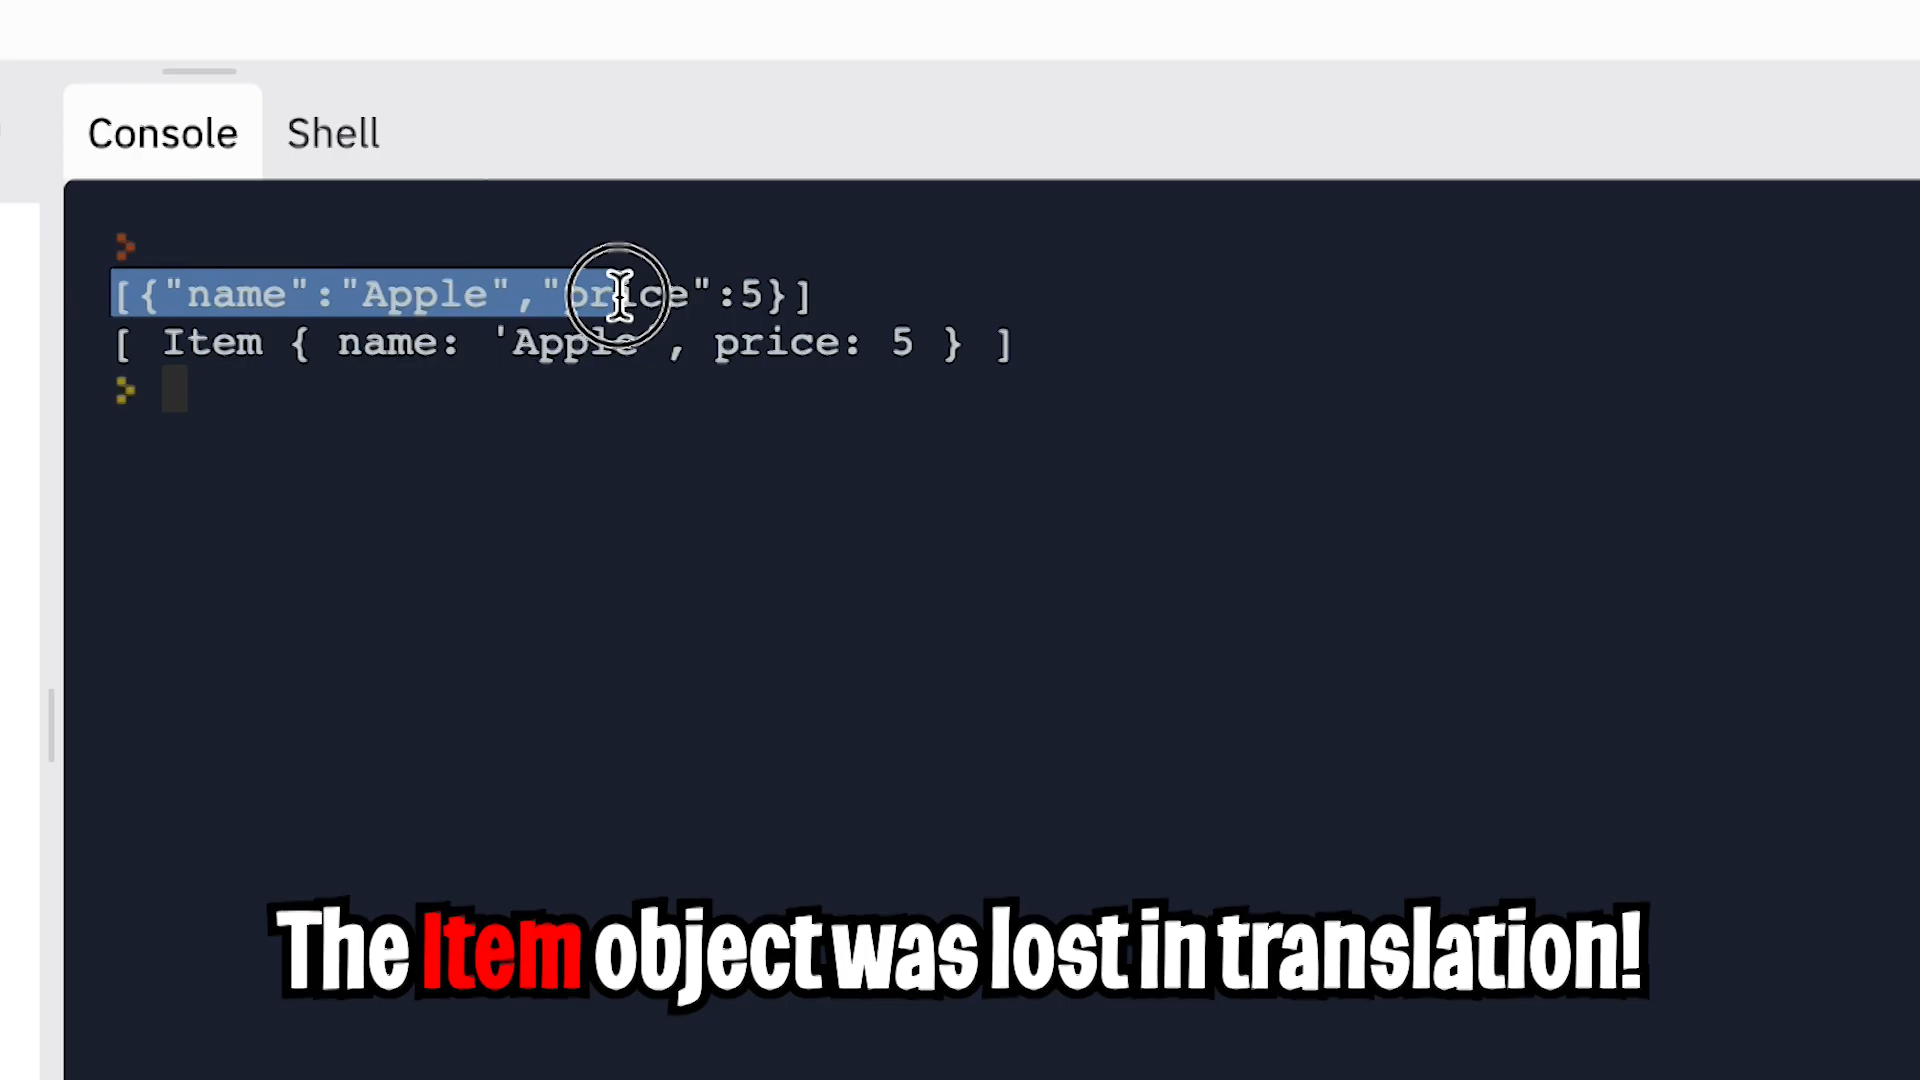 Console Shell
>
[{"name":"Apple","price":5}]
[ Item { name: 'Apple', price: 5 } ]
>
The Item object was lost in translation!